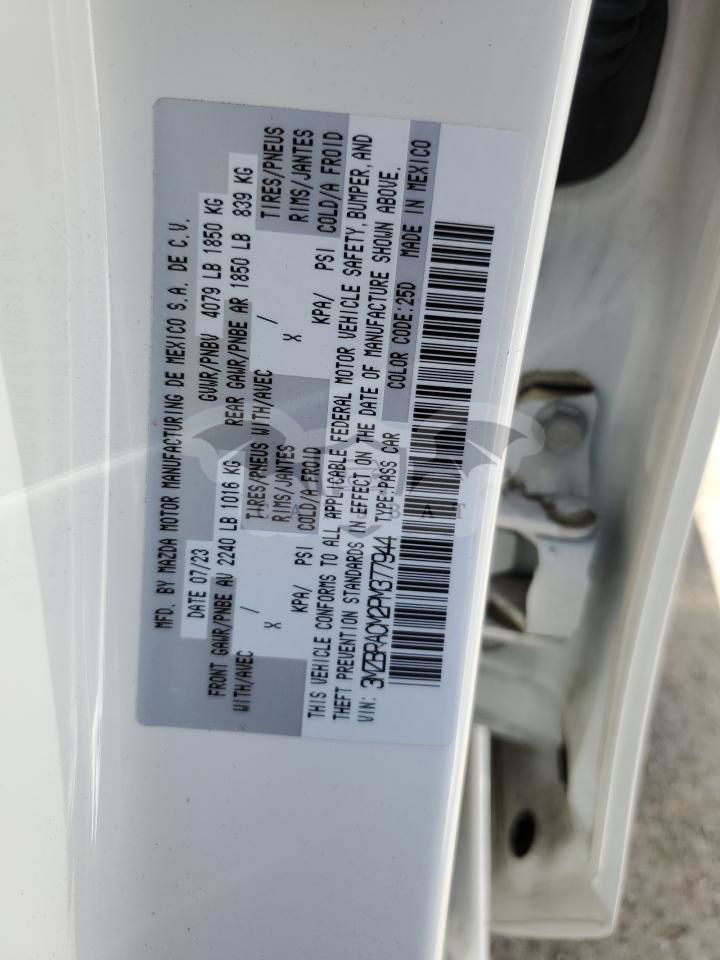 MFD. BY MAZDA MOTOR MANUFACTURING DE MEXICO S.A. DE C.V.
DATE 07/23 GVWR/PNBV 4079 LB 1850 KG
FRONT GAWR/PNBE AV 2240 LB 1016 KG REAR GAWR/PNBE AR 1850 LB 839 KG
WITH/AVEC TIRES/PNEUS WITH/AVEC TIRES/PNEUS
X / RIMS/JANTES X / RIMS/JANTES
KPA/ PSI COLD/A FROID KPA/ PSI COLD/A FROID
THIS VEHICLE CONFORMS TO ALL APPLICABLE FEDERAL MOTOR VEHICLE SAFETY, BUMPER, AND
THEFT PREVENTION STANDARDS IN EFFECT ON THE DATE OF MANUFACTURE SHOWN ABOVE.
VIN: 3MZBPACM2PM377944 TYPE:PASS CAR COLOR CODE:25D MADE IN MEXICO